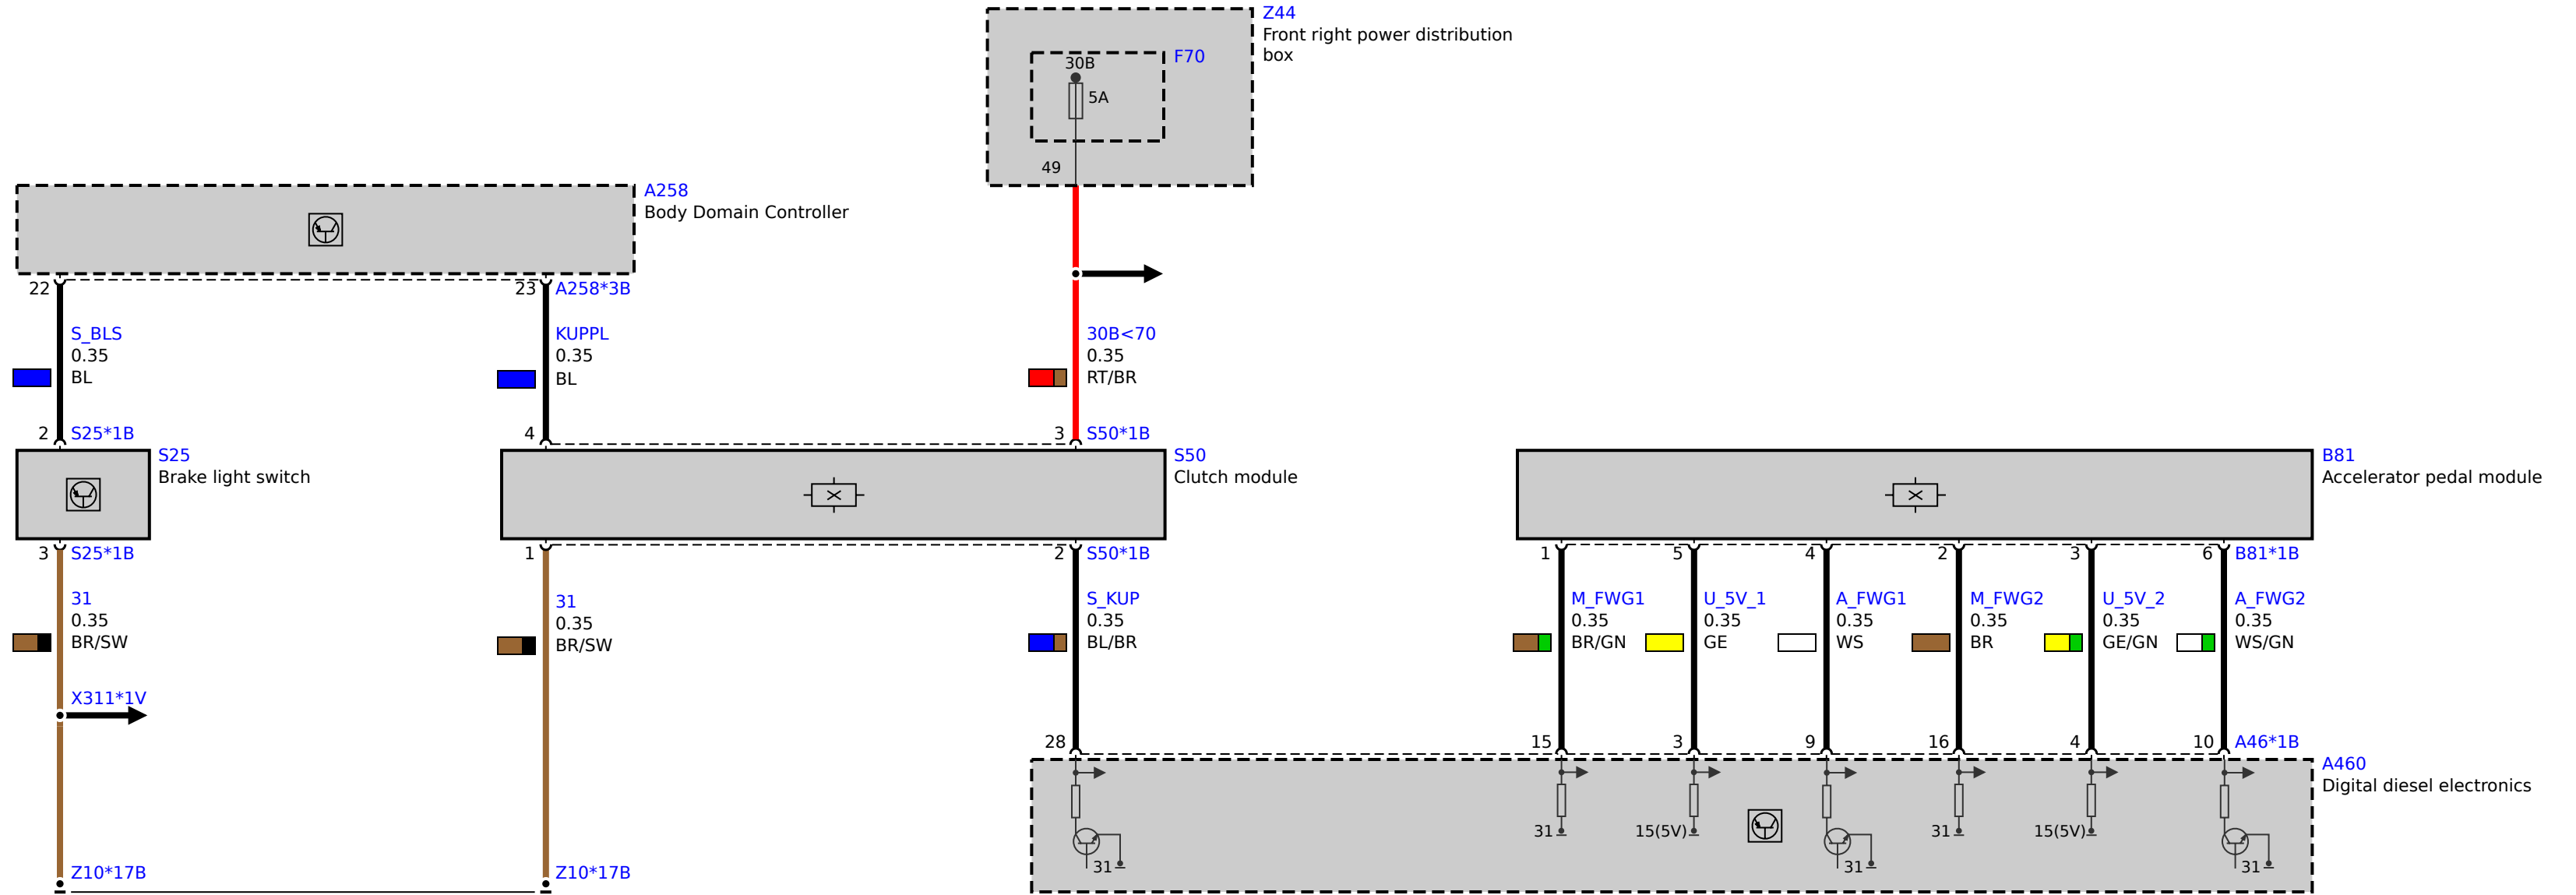 Z44
Front right power distribution
box
F70
30B
5A
49
A258
Body Domain Controller
22
23
A258*3B
S_BLS
0.35
BL
KUPPL
0.35
BL
30B<70
0.35
RT/BR
2
S25*1B
4
3
S50*1B
S25
Brake light switch
S50
Clutch module
B81
Accelerator pedal module
3
S25*1B
1
2
S50*1B
1
5
4
2
3
6
B81*1B
31
0.35
BR/SW
31
0.35
BR/SW
S_KUP
0.35
BL/BR
M_FWG1
0.35
BR/GN
U_5V_1
0.35
GE
A_FWG1
0.35
WS
M_FWG2
0.35
BR
U_5V_2
0.35
GE/GN
A_FWG2
0.35
WS/GN
X311*1V
28
15
3
9
16
4
10
A46*1B
A460
Digital diesel electronics
31
15(5V)
31
15(5V)
31
31
31
Z10*17B
Z10*17B